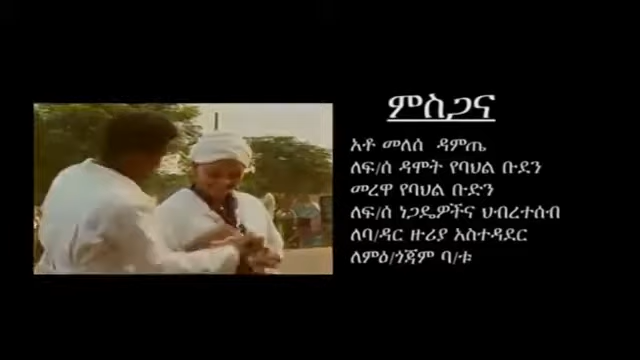 ምስጋና
አቶ መለሰ ዳምጤ
ለፍ/ሰ ዳሞት የባህል ቡደን
መረዋ የባህል ቡድን
ለፍ/ሰ ነጋዴዎችና ህብረተሰብ
ለባ/ዳር ዙሪያ አስተዳደር
ለምዕ/ጎጃም ባ/ቱ